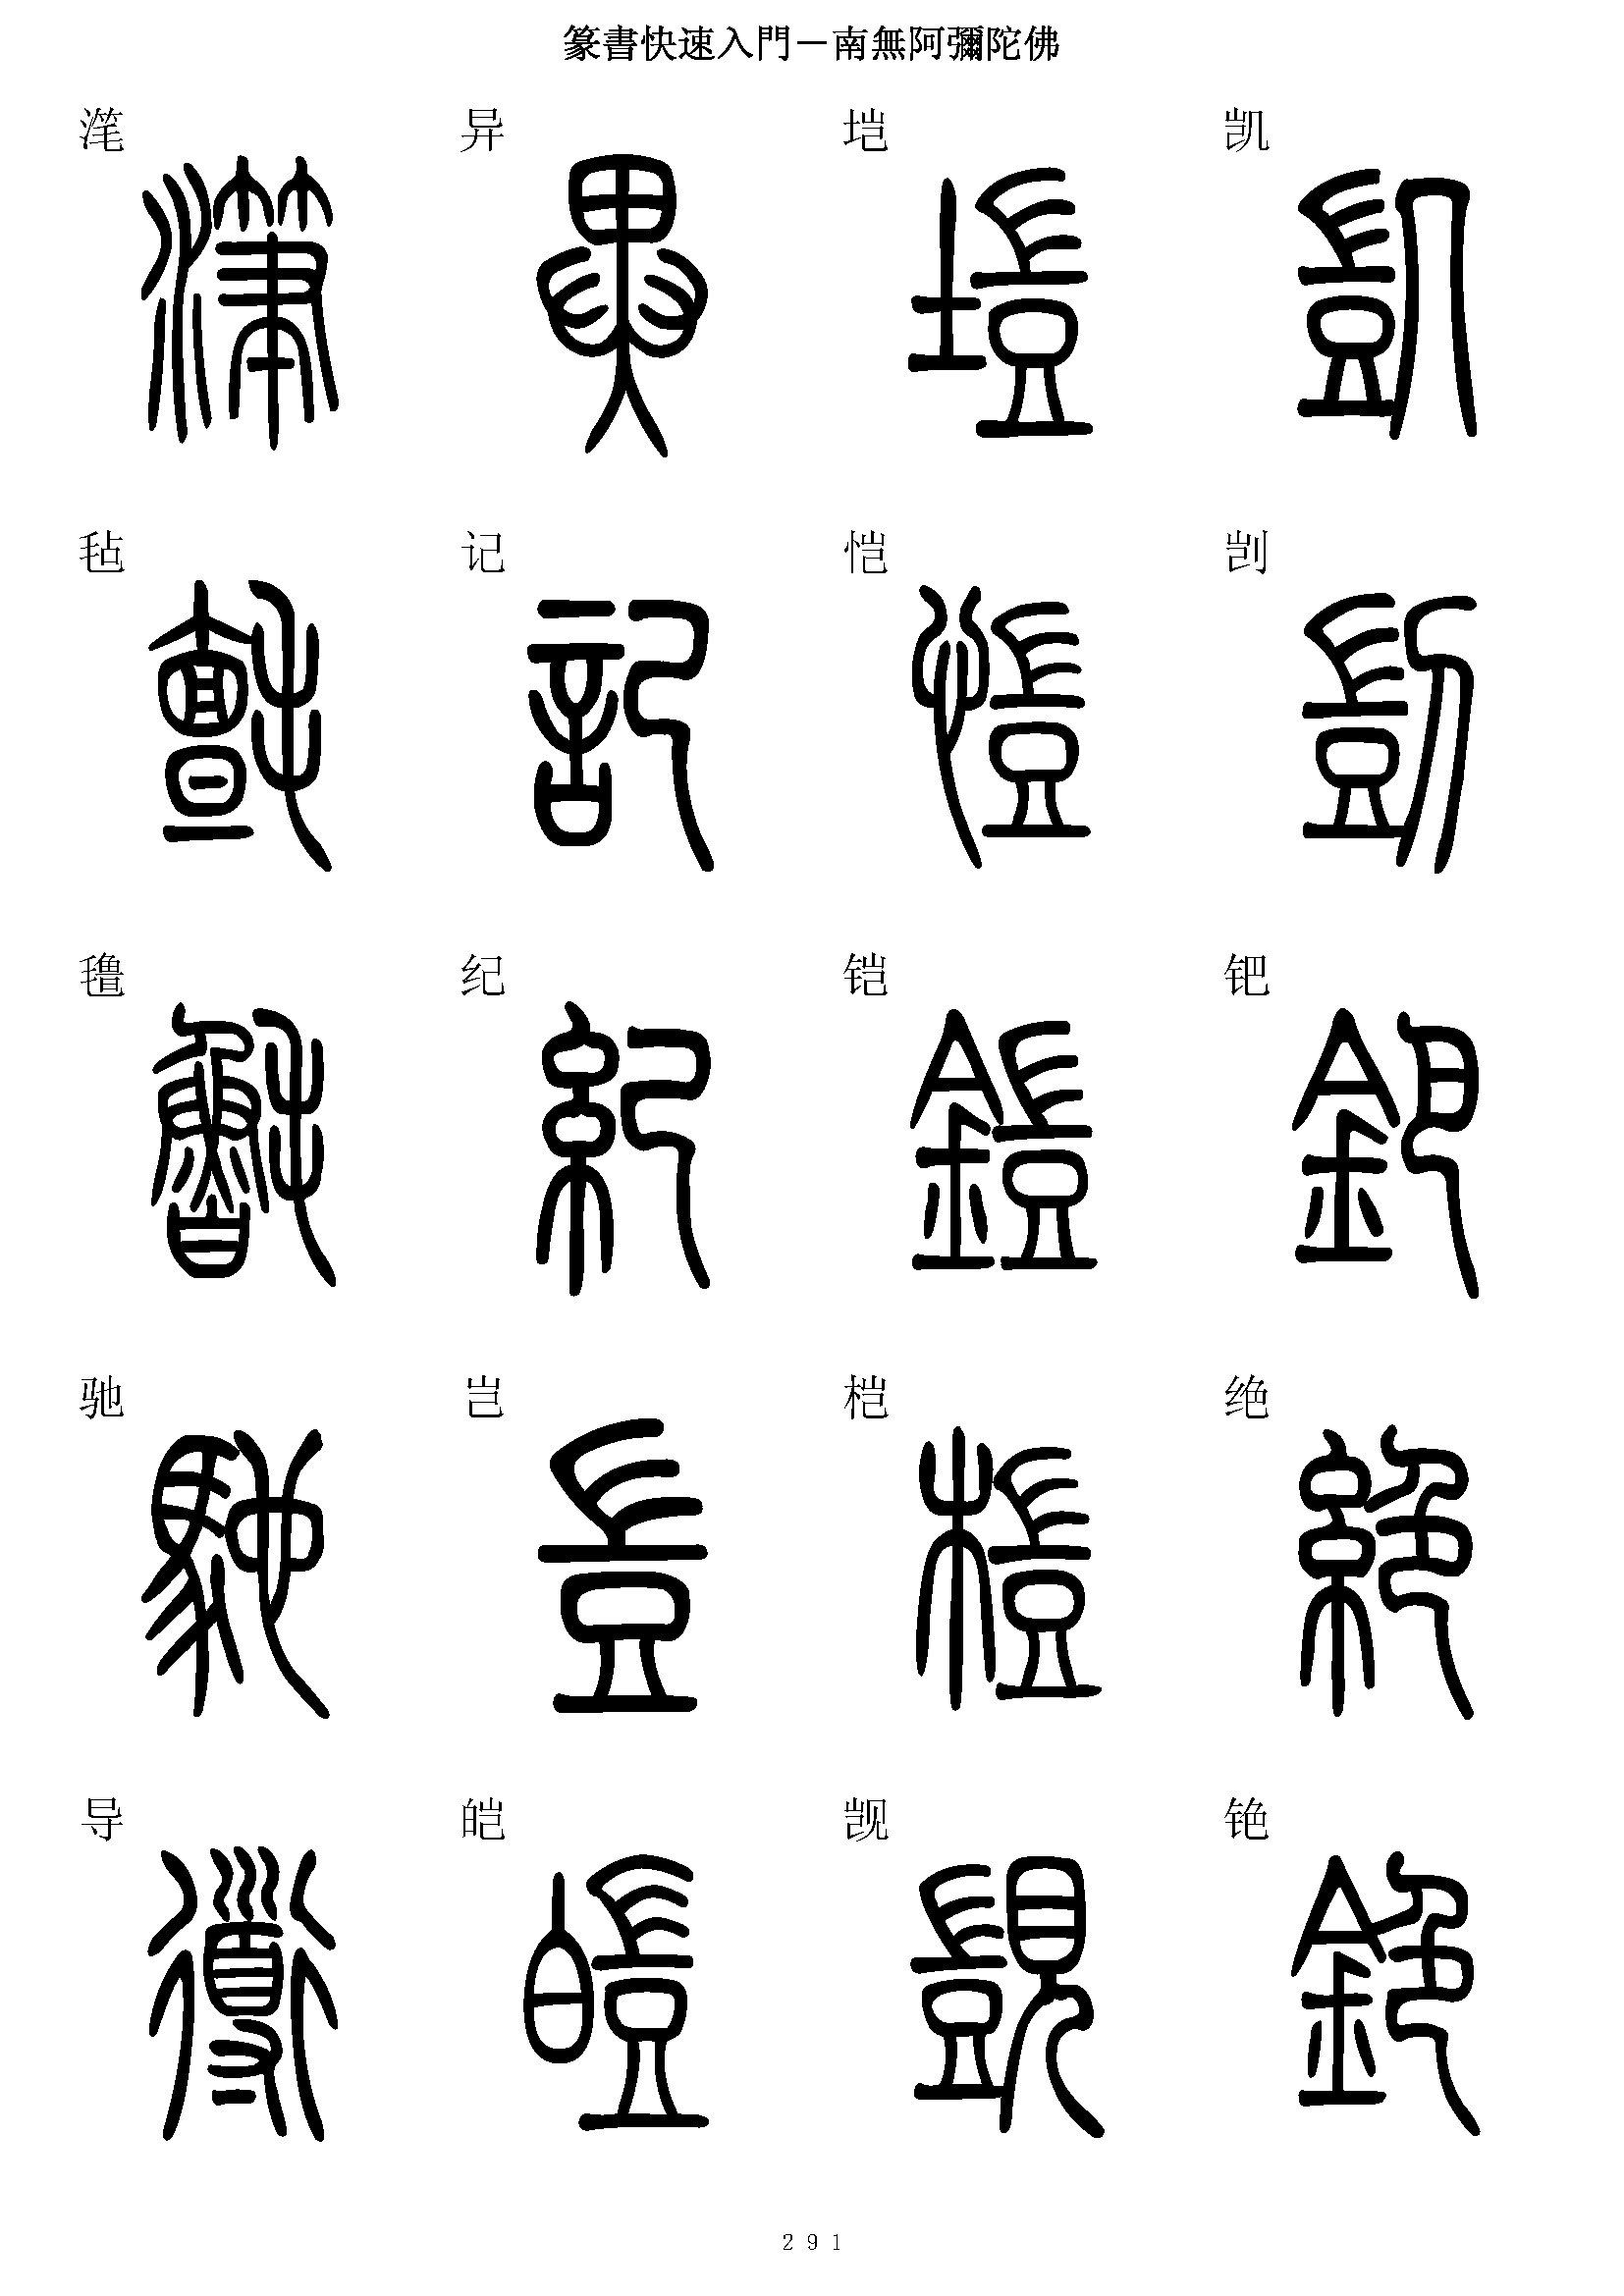 篆書快速入門－南無阿彌陀佛
滗 异 垲 凯
毡 记 恺 剀
氇 纪 铠 钯
驰 岂 桤 绝
导 皑 觊 铯
291